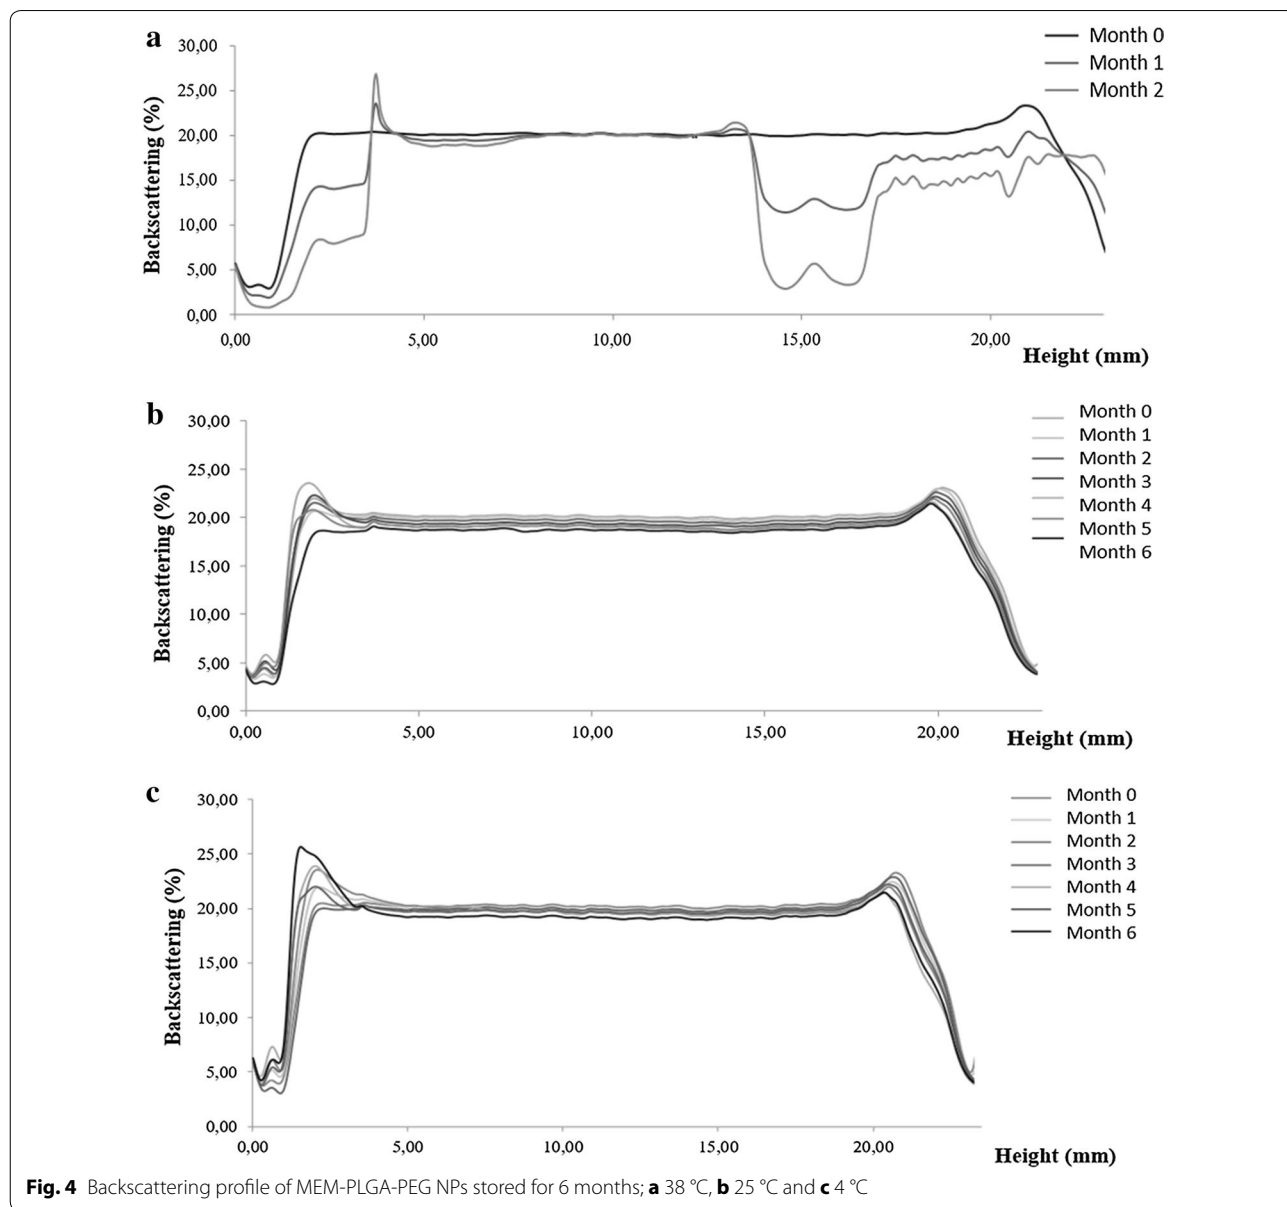 a
30,00
25,00
20,00
15,00
10,00
5,00
0,00
Backscattering (%)
0,00 5,00 10,00 15,00 20,00
Height (mm)
Month 0
Month 1
Month 2
b
30,00
25,00
20,00
15,00
10,00
5,00
0,00
Backscattering (%)
0,00 5,00 10,00 15,00 20,00
Height (mm)
Month 0
Month 1
Month 2
Month 3
Month 4
Month 5
Month 6
c
30,00
25,00
20,00
15,00
10,00
5,00
0,00
Backscattering (%)
0,00 5,00 10,00 15,00 20,00
Height (mm)
Month 0
Month 1
Month 2
Month 3
Month 4
Month 5
Month 6
Fig. 4 Backscattering profile of MEM-PLGA-PEG NPs stored for 6 months; a 38 °C, b 25 °C and c 4 °C